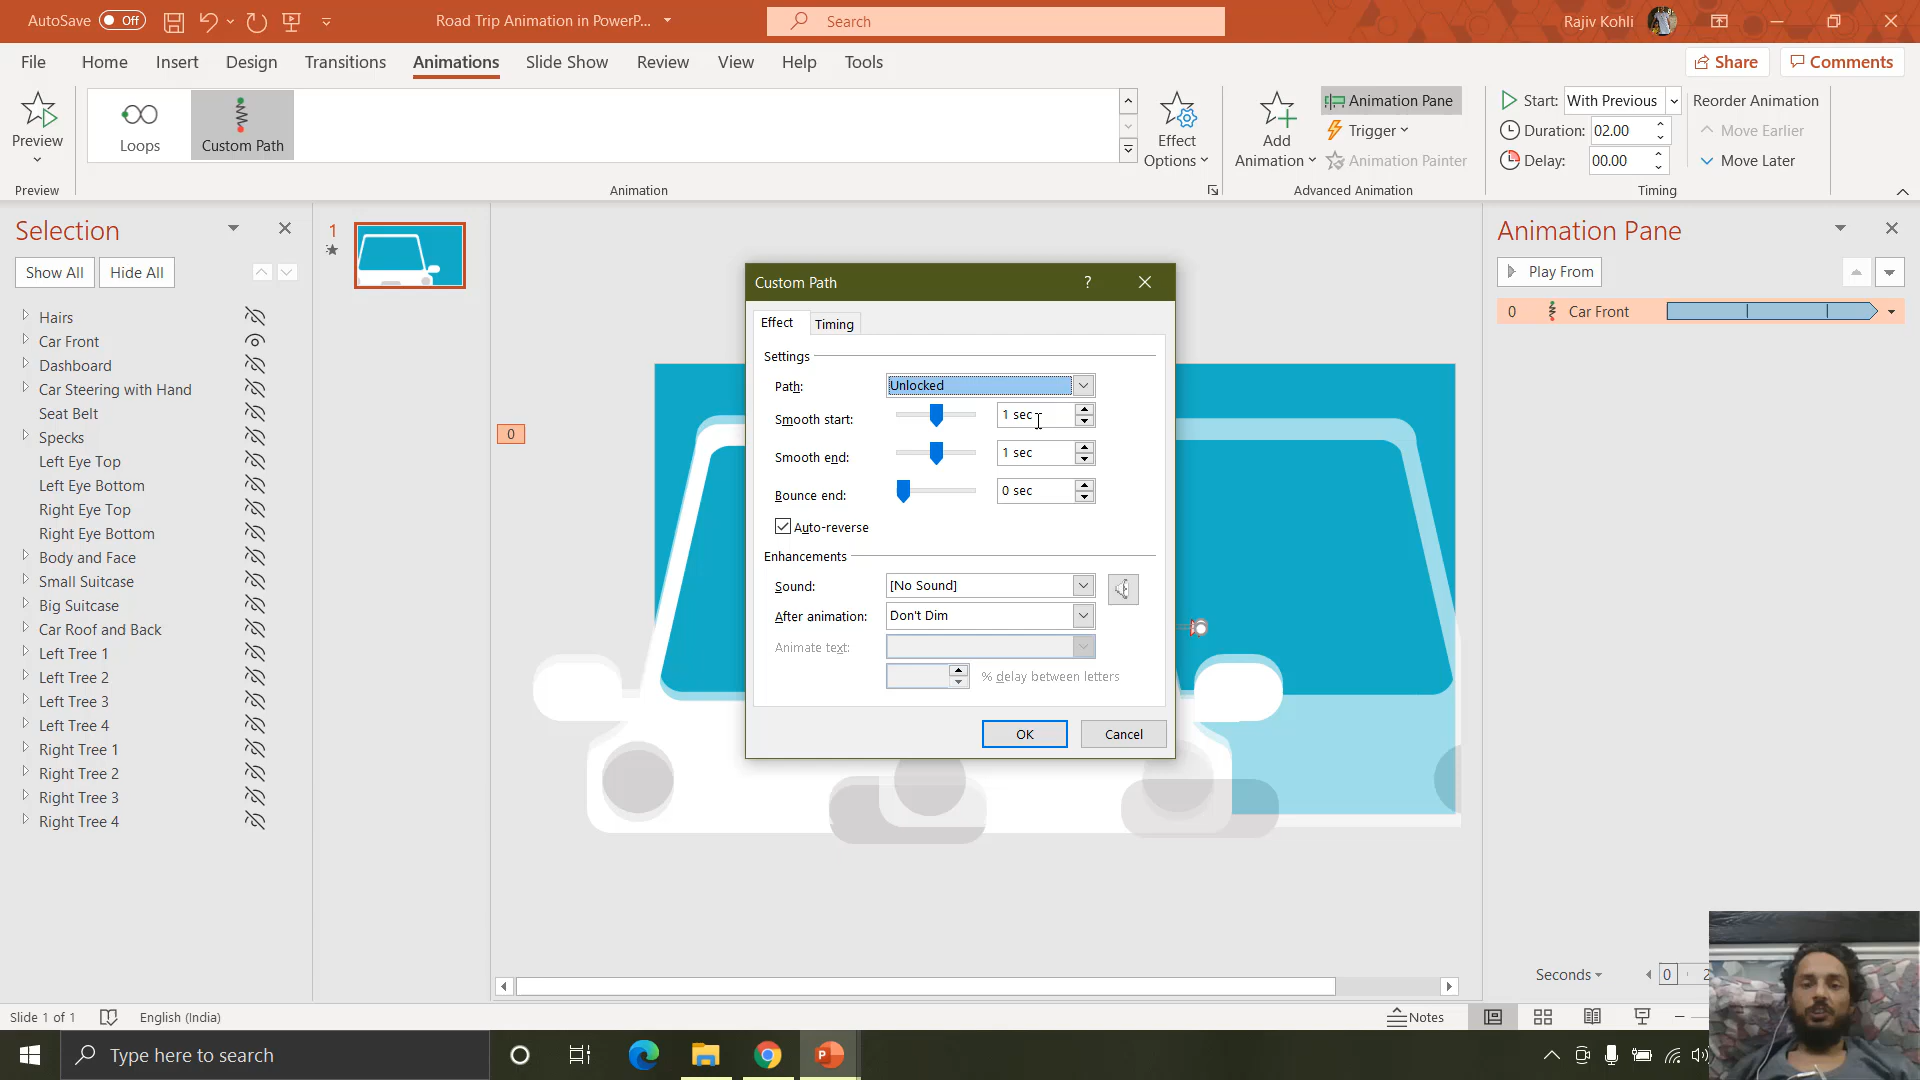 AutoSave Off
Road Trip Animation in PowerP...
Search
Rajiv Kohli
File Home Insert Design Transitions Animations Slide Show Review View Help Tools
Share Comments
Preview
Loops
Custom Path
Effect
Options
Add
Animation
Animation Pane
Trigger
Animation Painter
Start: With Previous
Duration: 02.00
Delay: 00.00
Reorder Animation
Move Earlier
Move Later
Preview
Animation
Advanced Animation
Timing
Selection
Show All Hide All
Hairs
Car Front
Dashboard
Car Steering with Hand
Seat Belt
Specks
Left Eye Top
Left Eye Bottom
Right Eye Top
Right Eye Bottom
Body and Face
Small Suitcase
Big Suitcase
Car Roof and Back
Left Tree 1
Left Tree 2
Left Tree 3
Left Tree 4
Right Tree 1
Right Tree 2
Right Tree 3
Right Tree 4
1
0
Custom Path ?
Effect Timing
Settings
Path: Unlocked
Smooth start: 1 sec
Smooth end: 1 sec
Bounce end: 0 sec
Auto-reverse
Enhancements
Sound: [No Sound]
After animation: Don't Dim
Animate text:
% delay between letters
OK Cancel
Animation Pane
Play From
0 Car Front
Seconds 0 2
Slide 1 of 1 English (India)
Notes
Type here to search